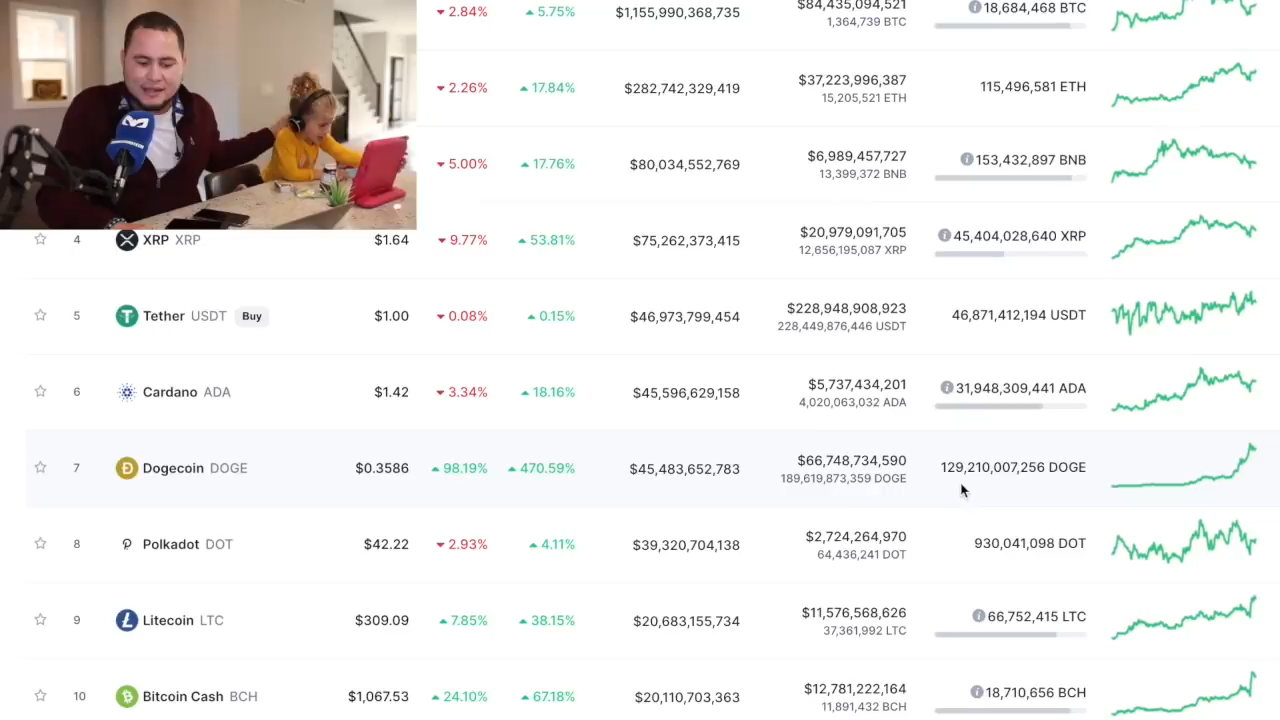 2.84% 5.75% $1,155,990,368,735 $84,435,094,521 18,684,468 BTC
1,364,739 BTC
2.26% 17.84% $282,742,329,419 $37,223,996,387 115,496,581 ETH
15,205,521 ETH
5.00% 17.76% $80,034,552,769 $6,989,457,727 153,432,897 BNB
13,399,372 BNB
4 XRP XRP $1.64 9.77% 53.81% $75,262,373,415 $20,979,091,705 45,404,028,640 XRP
12,656,195,087 XRP
5 Tether USDT Buy $1.00 0.08% 0.15% $46,973,799,454 $228,948,908,923 46,871,412,194 USDT
228,449,876,446 USDT
6 Cardano ADA $1.42 3.34% 18.16% $45,596,629,158 $5,737,434,201 31,948,309,441 ADA
4,020,063,032 ADA
7 Dogecoin DOGE $0.3586 98.19% 470.59% $45,483,652,783 $66,748,734,590 129,210,007,256 DOGE
189,619,873,359 DOGE
8 Polkadot DOT $42.22 2.93% 4.11% $39,320,704,138 $2,724,264,970 930,041,098 DOT
64,436,241 DOT
9 Litecoin LTC $309.09 7.85% 38.15% $20,683,155,734 $11,576,568,626 66,752,415 LTC
37,361,992 LTC
10 Bitcoin Cash BCH $1,067.53 24.10% 67.18% $20,110,703,363 $12,781,222,164 18,710,656 BCH
11,891,432 BCH